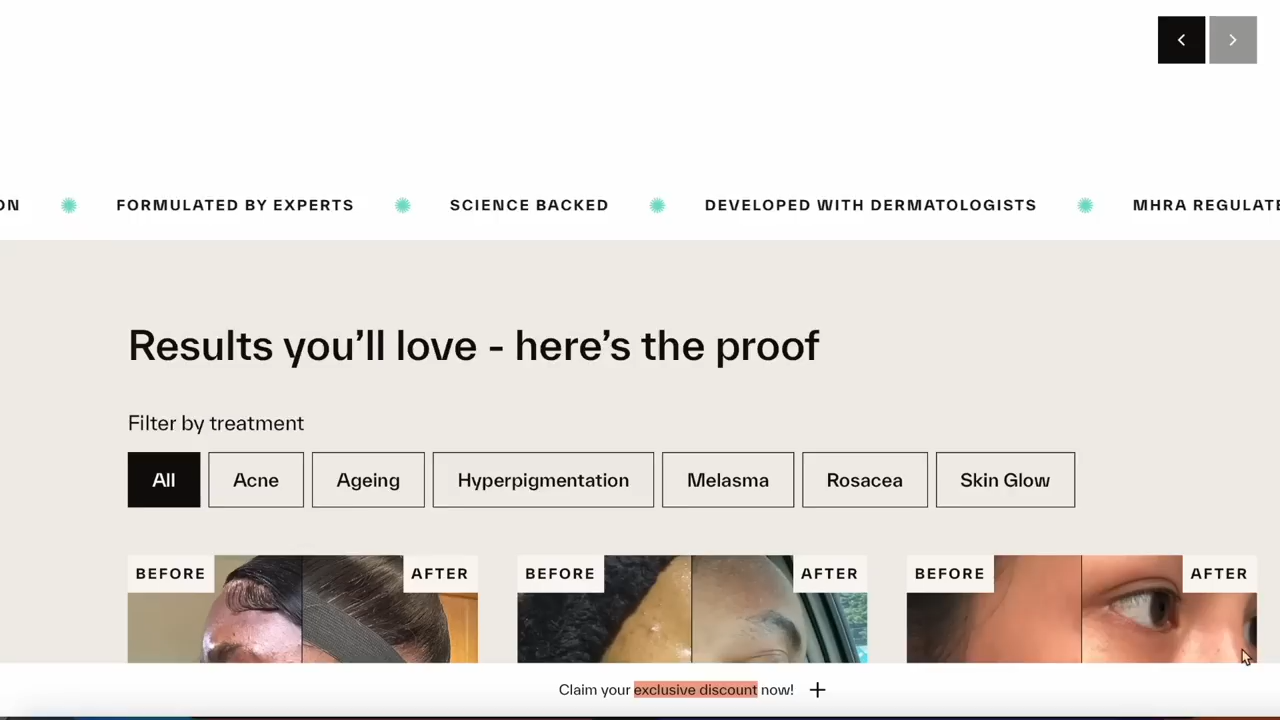 ON FORMULATED BY EXPERTS SCIENCE BACKED DEVELOPED WITH DERMATOLOGISTS MHRA REGULATE
Results you’ll love - here’s the proof
Filter by treatment
All Acne Ageing Hyperpigmentation Melasma Rosacea Skin Glow
BEFORE AFTER BEFORE AFTER BEFORE AFTER
Claim your exclusive discount now!